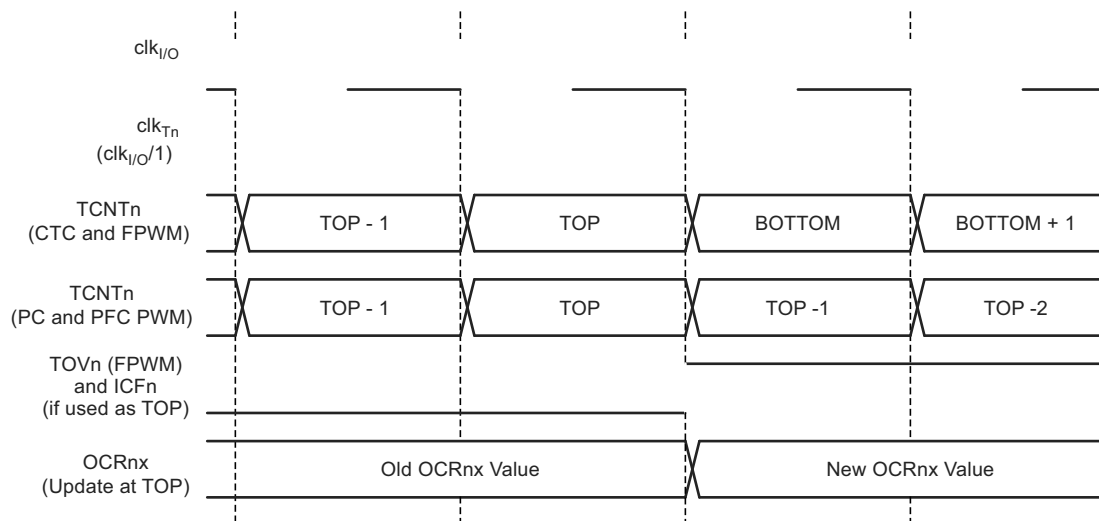 clkI/O
clkTn
(clkI/O/1)
TCNTn
(CTC and FPWM)
TOP - 1
TOP
BOTTOM
BOTTOM + 1
TCNTn
(PC and PFC PWM)
TOP - 1
TOP
TOP -1
TOP -2
TOVn (FPWM)
and ICFn
(if used as TOP)
OCRnx
(Update at TOP)
Old OCRnx Value
New OCRnx Value